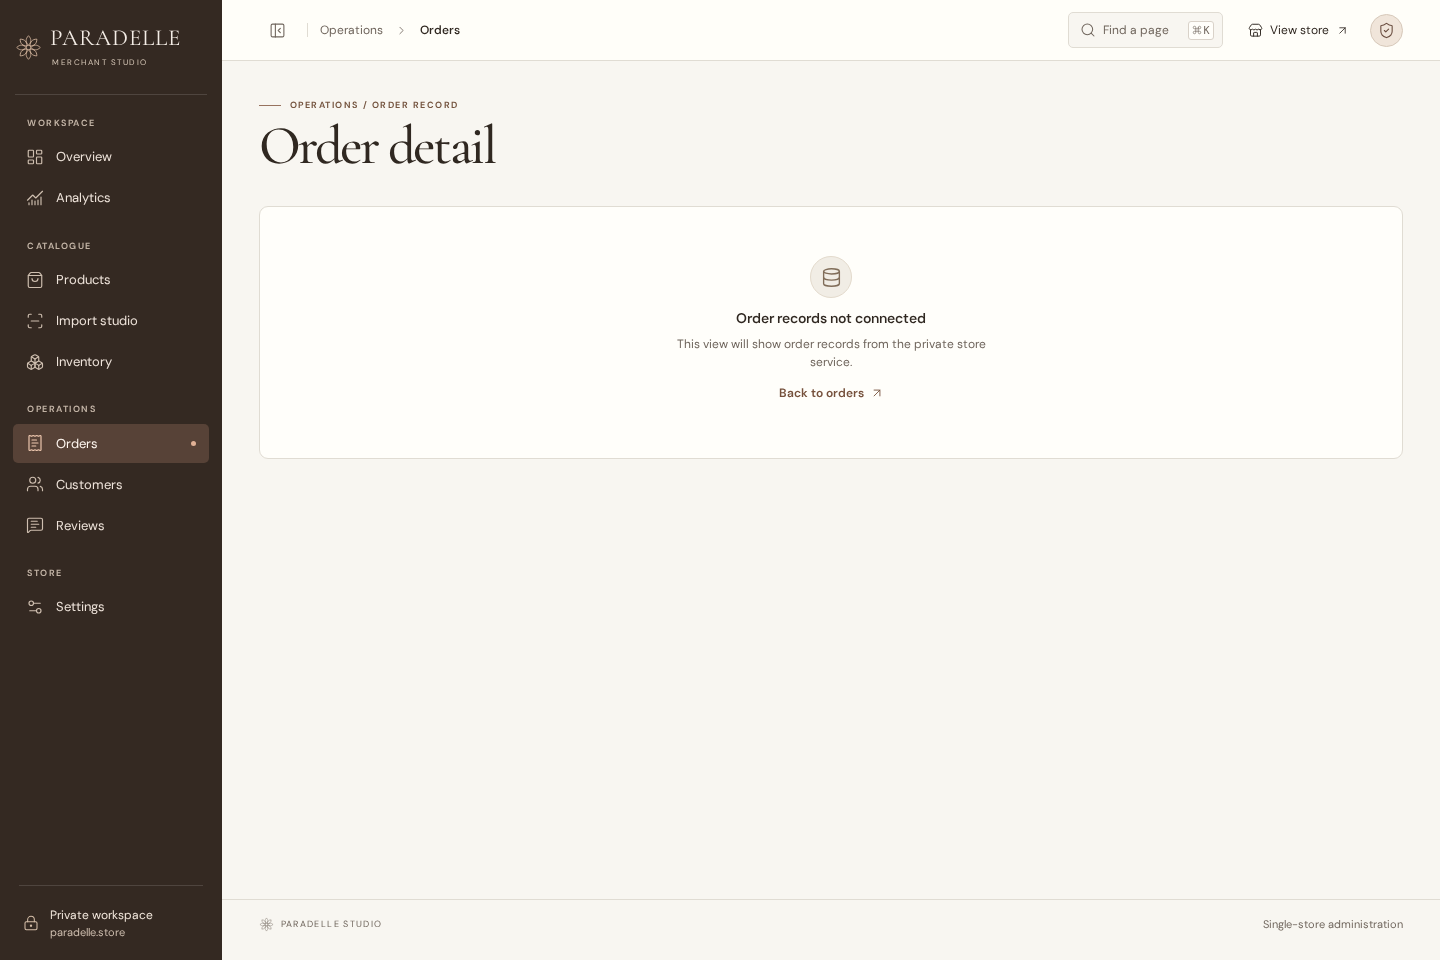 PARADELLE
MERCHANT STUDIO
WORKSPACE
Overview
Analytics
CATALOGUE
Products
Import studio
Inventory
OPERATIONS
Orders
Customers
Reviews
STORE
Settings
Private workspace
paradelle.store
Operations
Orders
Find a page
⌘K
View store
OPERATIONS / ORDER RECORD
Order detail
Order records not connected
This view will show order records from the private store
service.
Back to orders
PARADELLE STUDIO
Single-store administration